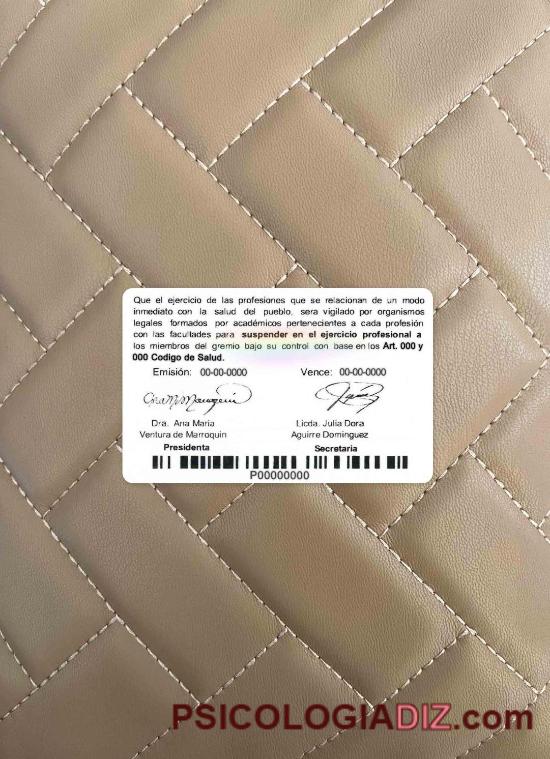 Que el ejercicio de las profesiones que se relacionan de un modo
inmediato con la salud del pueblo, sera vigilado por organismos
legales formados por académicos pertenecientes a cada profesión
con las facultades para suspender en el ejercicio profesional a
los miembros del gremio bajo su control con base en los Art. 000 y
000 Codigo de Salud.
Emisión: 00-00-0000 Vence: 00-00-0000
Dra. Ana Maria Licda. Julia Dora
Ventura de Marroquin Aguirre Dominguez
Presidenta Secretaria
P00000000
PSICOLOGIADIZ.com